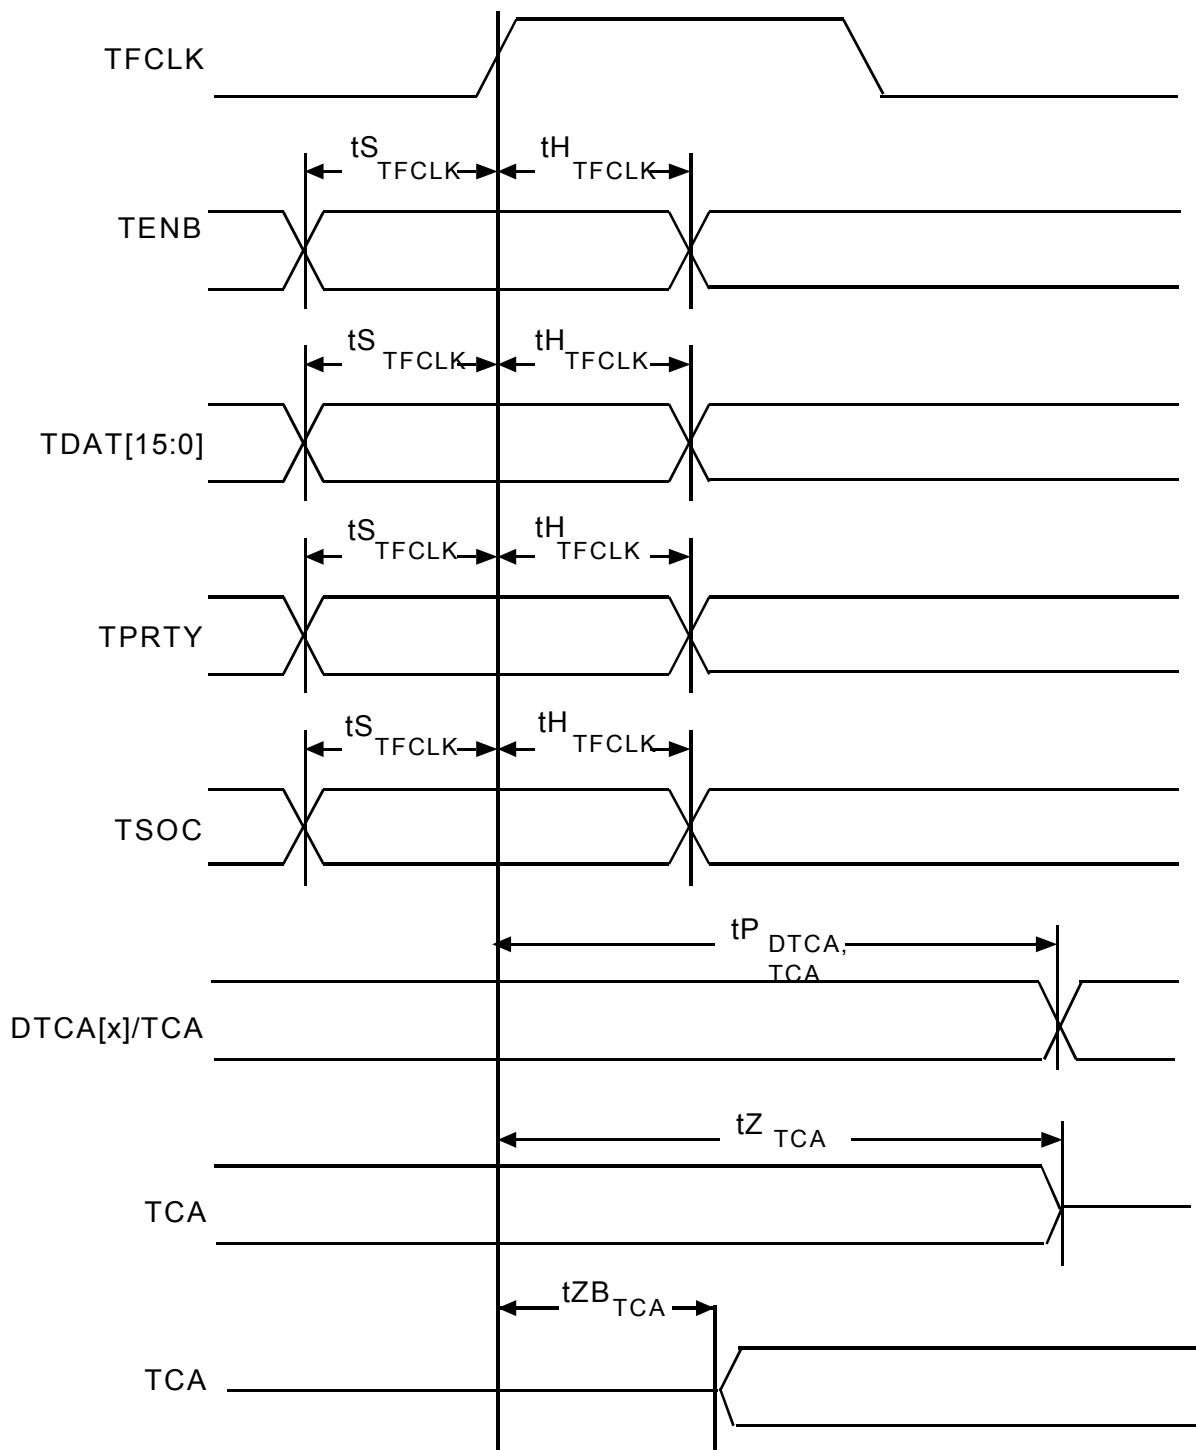 TFCLK
tS TFCLK tH TFCLK
TENB
tS TFCLK tH TFCLK
TDAT[15:0]
tS TFCLK tH TFCLK
TPRTY
tS TFCLK tH TFCLK
TSOC
tP DTCA,
TCA
DTCA[x]/TCA
tZ TCA
TCA
tZB TCA
TCA